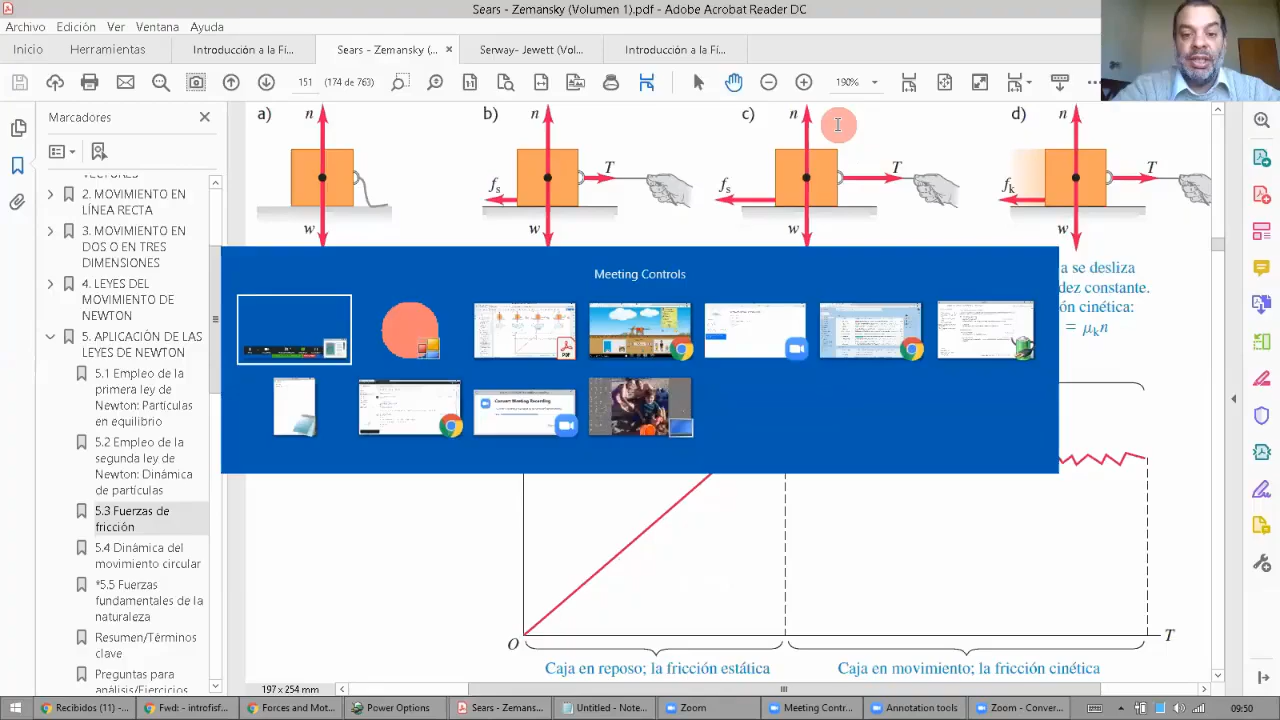 Sears - Zemansky (Volumen 1).pdf - Adobe Acrobat Reader DC
Archivo Edición Ver Ventana Ayuda
Inicio Herramientas Introducción a la Fí... Sears - Zemansky (... × Serway- Jewett (Vol... Introducción a la Fí...
151 (174 de 763) 190%
Marcadores
VECTORES
2. MOVIMIENTO EN
LÍNEA RECTA
3. MOVIMIENTO EN
DOS O EN TRES
DIMENSIONES
4. LEYES DEL
MOVIMIENTO DE
NEWTON
5. APLICACIÓN DE LAS
LEYES DE NEWTON
5.1 Empleo de la
primera ley de
Newton: Partículas
en equilibrio
5.2 Empleo de la
segunda ley de
Newton: Dinámica
de partículas
5.3 Fuerzas de
fricción
5.4 Dinámica del
movimiento circular
*5.5 Fuerzas
fundamentales de la
naturaleza
Resumen/Términos
clave
Preguntas para
análisis/Ejercicios
a) n b) n c) n d) n
T T T
fs fs fk
w w w w
Meeting Controls
a se desliza
dez constante.
ión cinética:
= μkn
O T
Caja en reposo; la fricción estática Caja en movimiento; la fricción cinética
197 x 254 mm
Recibidos (11) -... Fwd: - introfisf... Forces and Mot... Power Options Sears - Zemans... Untitled - Note... Zoom Meeting Contr... Annotation tools Zoom - Conver... 09:50